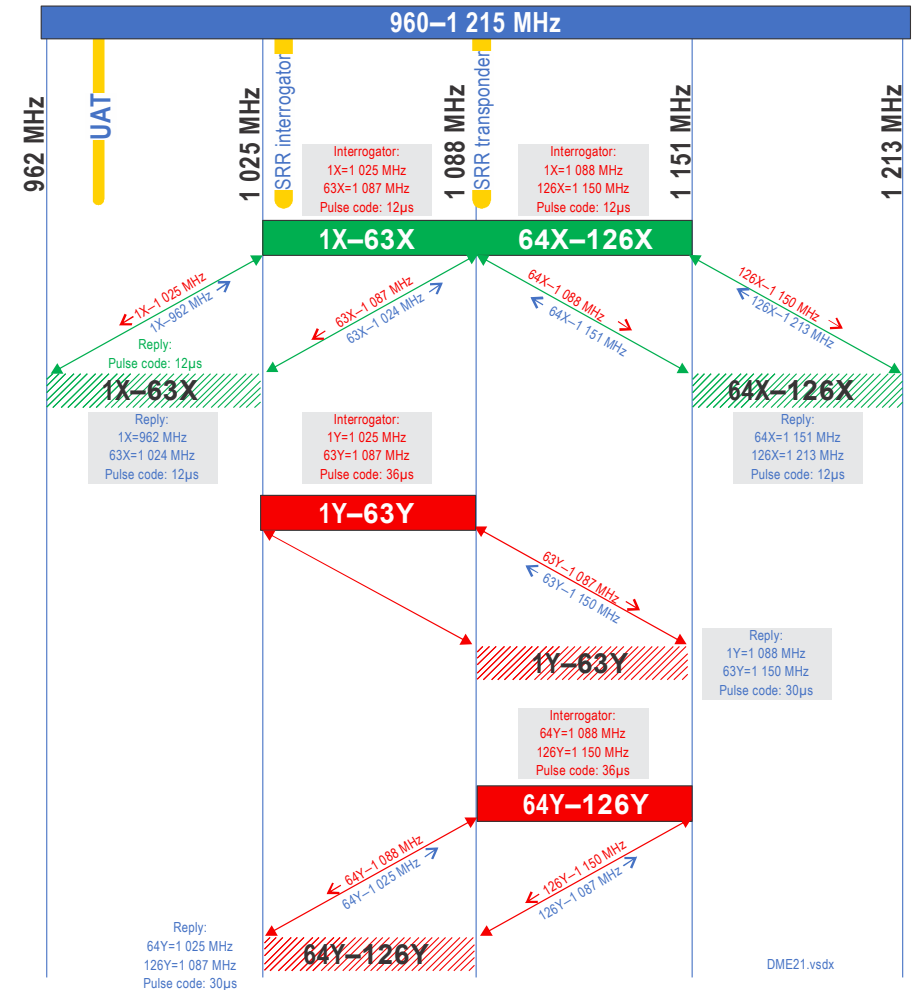 960–1 215 MHz
962 MHz
UAT
1 025 MHz
SRR interrogator
1 088 MHz
SRR transponder
1 151 MHz
1 213 MHz
Interrogator:
1X=1 025 MHz
63X=1 087 MHz
Pulse code: 12µs
Interrogator:
1X=1 088 MHz
126X=1 150 MHz
Pulse code: 12µs
1X–63X
64X–126X
1X–1 025 MHz
1X–962 MHz
63X–1 087 MHz
63X–1 024 MHz
64X–1 088 MHz
64X–1 151 MHz
126X–1 150 MHz
126X–1 213 MHz
Reply:
Pulse code: 12µs
1X–63X
64X–126X
Reply:
1X=962 MHz
63X=1 024 MHz
Pulse code: 12µs
Interrogator:
1Y=1 025 MHz
63Y=1 087 MHz
Pulse code: 36µs
Reply:
64X=1 151 MHz
126X=1 213 MHz
Pulse code: 12µs
1Y–63Y
63Y–1 087 MHz
63Y–1 150 MHz
1Y–63Y
Reply:
1Y=1 088 MHz
63Y=1 150 MHz
Pulse code: 30µs
Interrogator:
64Y=1 088 MHz
126Y=1 150 MHz
Pulse code: 36µs
64Y–126Y
64Y–1 088 MHz
64Y–1 025 MHz
126Y–1 150 MHz
126Y–1 087 MHz
Reply:
64Y=1 025 MHz
126Y=1 087 MHz
Pulse code: 30µs
64Y–126Y
DME21.vsdx